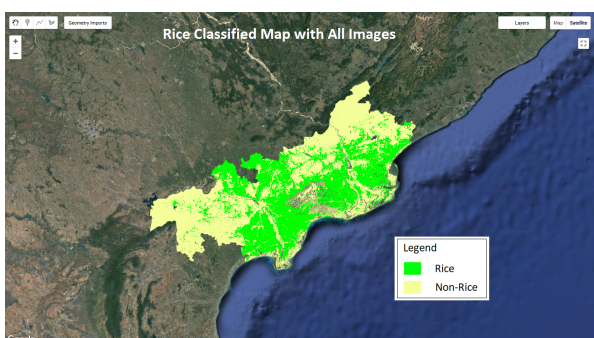 Geometry Imports
Rice Classified Map with All Images
Layers
Map Satellite
Legend
Rice
Non-Rice